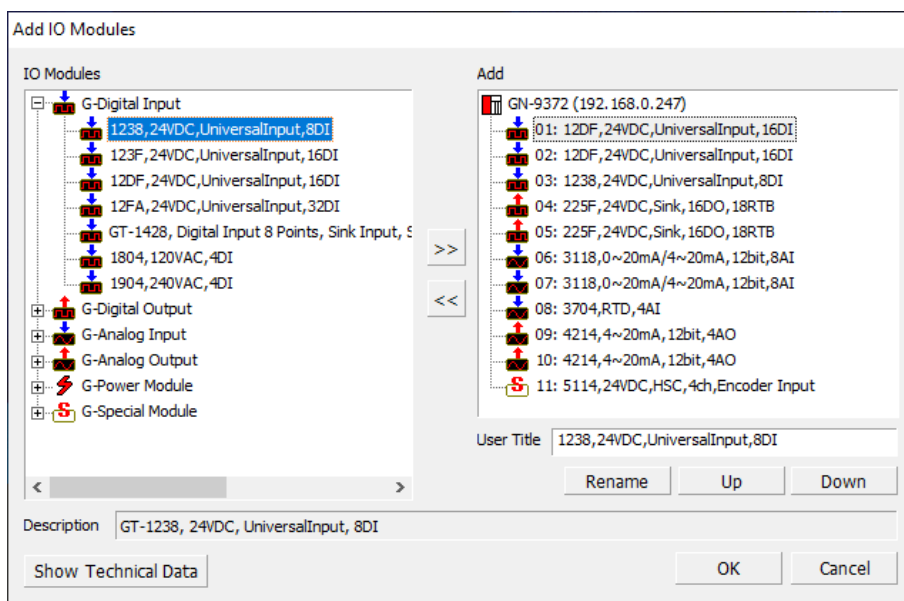 Add IO Modules
IO Modules
G-Digital Input
1238,24VDC,UniversalInput,8DI
123F,24VDC,UniversalInput,16DI
12DF,24VDC,UniversalInput,16DI
12FA,24VDC,UniversalInput,32DI
GT-1428, Digital Input 8 Points, Sink Input, S
1804,120VAC,4DI
1904,240VAC,4DI
G-Digital Output
G-Analog Input
G-Analog Output
G-Power Module
G-Special Module
>>
<<
Add
GN-9372 (192.168.0.247)
01: 12DF,24VDC,UniversalInput,16DI
02: 12DF,24VDC,UniversalInput,16DI
03: 1238,24VDC,UniversalInput,8DI
04: 225F,24VDC,Sink,16DO,18RTB
05: 225F,24VDC,Sink,16DO,18RTB
06: 3118,0~20mA/4~20mA,12bit,8AI
07: 3118,0~20mA/4~20mA,12bit,8AI
08: 3704,RTD,4AI
09: 4214,4~20mA,12bit,4AO
10: 4214,4~20mA,12bit,4AO
11: 5114,24VDC,HSC,4ch,Encoder Input
User Title 1238,24VDC,UniversalInput,8DI
Rename Up Down
Description GT-1238, 24VDC, UniversalInput, 8DI
Show Technical Data OK Cancel